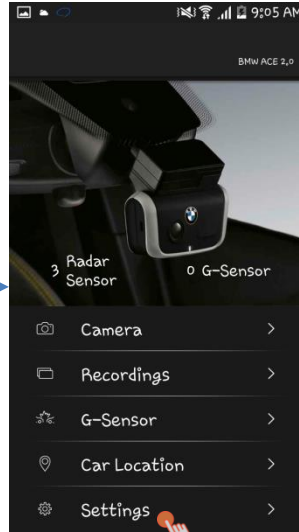 9:05 AM
BMW ACE 2,0
3 Radar Sensor
0 G-Sensor
Camera
Recordings
G-Sensor
Car Location
Settings